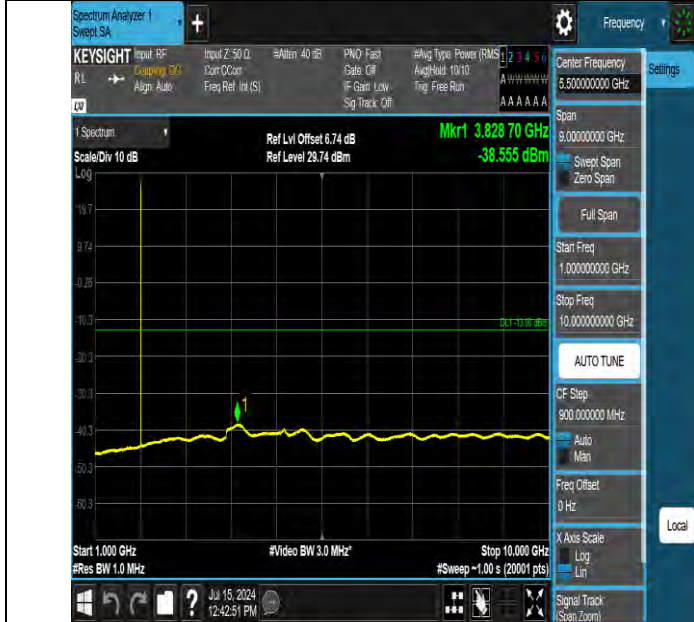 Spectrum Analyzer 1
Swept SA
+
Frequency
KEYSIGHT
RL
Input: RF
Coupling: DC
Align: Auto
Input Z: 50 Ω
Corr CCorr
Freq Ref: Int (S)
#Atten: 40 dB
PNO: Fast
Gate: Off
IF Gain: Low
Sig Track: Off
#Avg Type: Power (RMS
Avg|Hold: 10/10
Trig: Free Run
1 2 3 4 5 6
A W W W W W
A A A A A A
1 Spectrum
Scale/Div 10 dB
Log
Ref Lvl Offset 6.74 dB
Ref Level 29.74 dBm
Mkr1 3.828 70 GHz
-38.555 dBm
19.7
9.74
-0.26
-10.3
-20.3
-30.3
-40.3
-50.3
-60.3
DL1 -13.00 dBm
1
Start 1.000 GHz
#Res BW 1.0 MHz
#Video BW 3.0 MHz*
Stop 10.000 GHz
#Sweep ~1.00 s (20001 pts)
?
Jul 15, 2024
12:42:51 PM
Center Frequency
5.500000000 GHz
Settings
Span
9.00000000 GHz
Swept Span
Zero Span
Full Span
Start Freq
1.000000000 GHz
Stop Freq
10.000000000 GHz
AUTO TUNE
CF Step
900.000000 MHz
Auto
Man
Freq Offset
0 Hz
X Axis Scale
Log
Lin
Signal Track
(Span Zoom)
Local